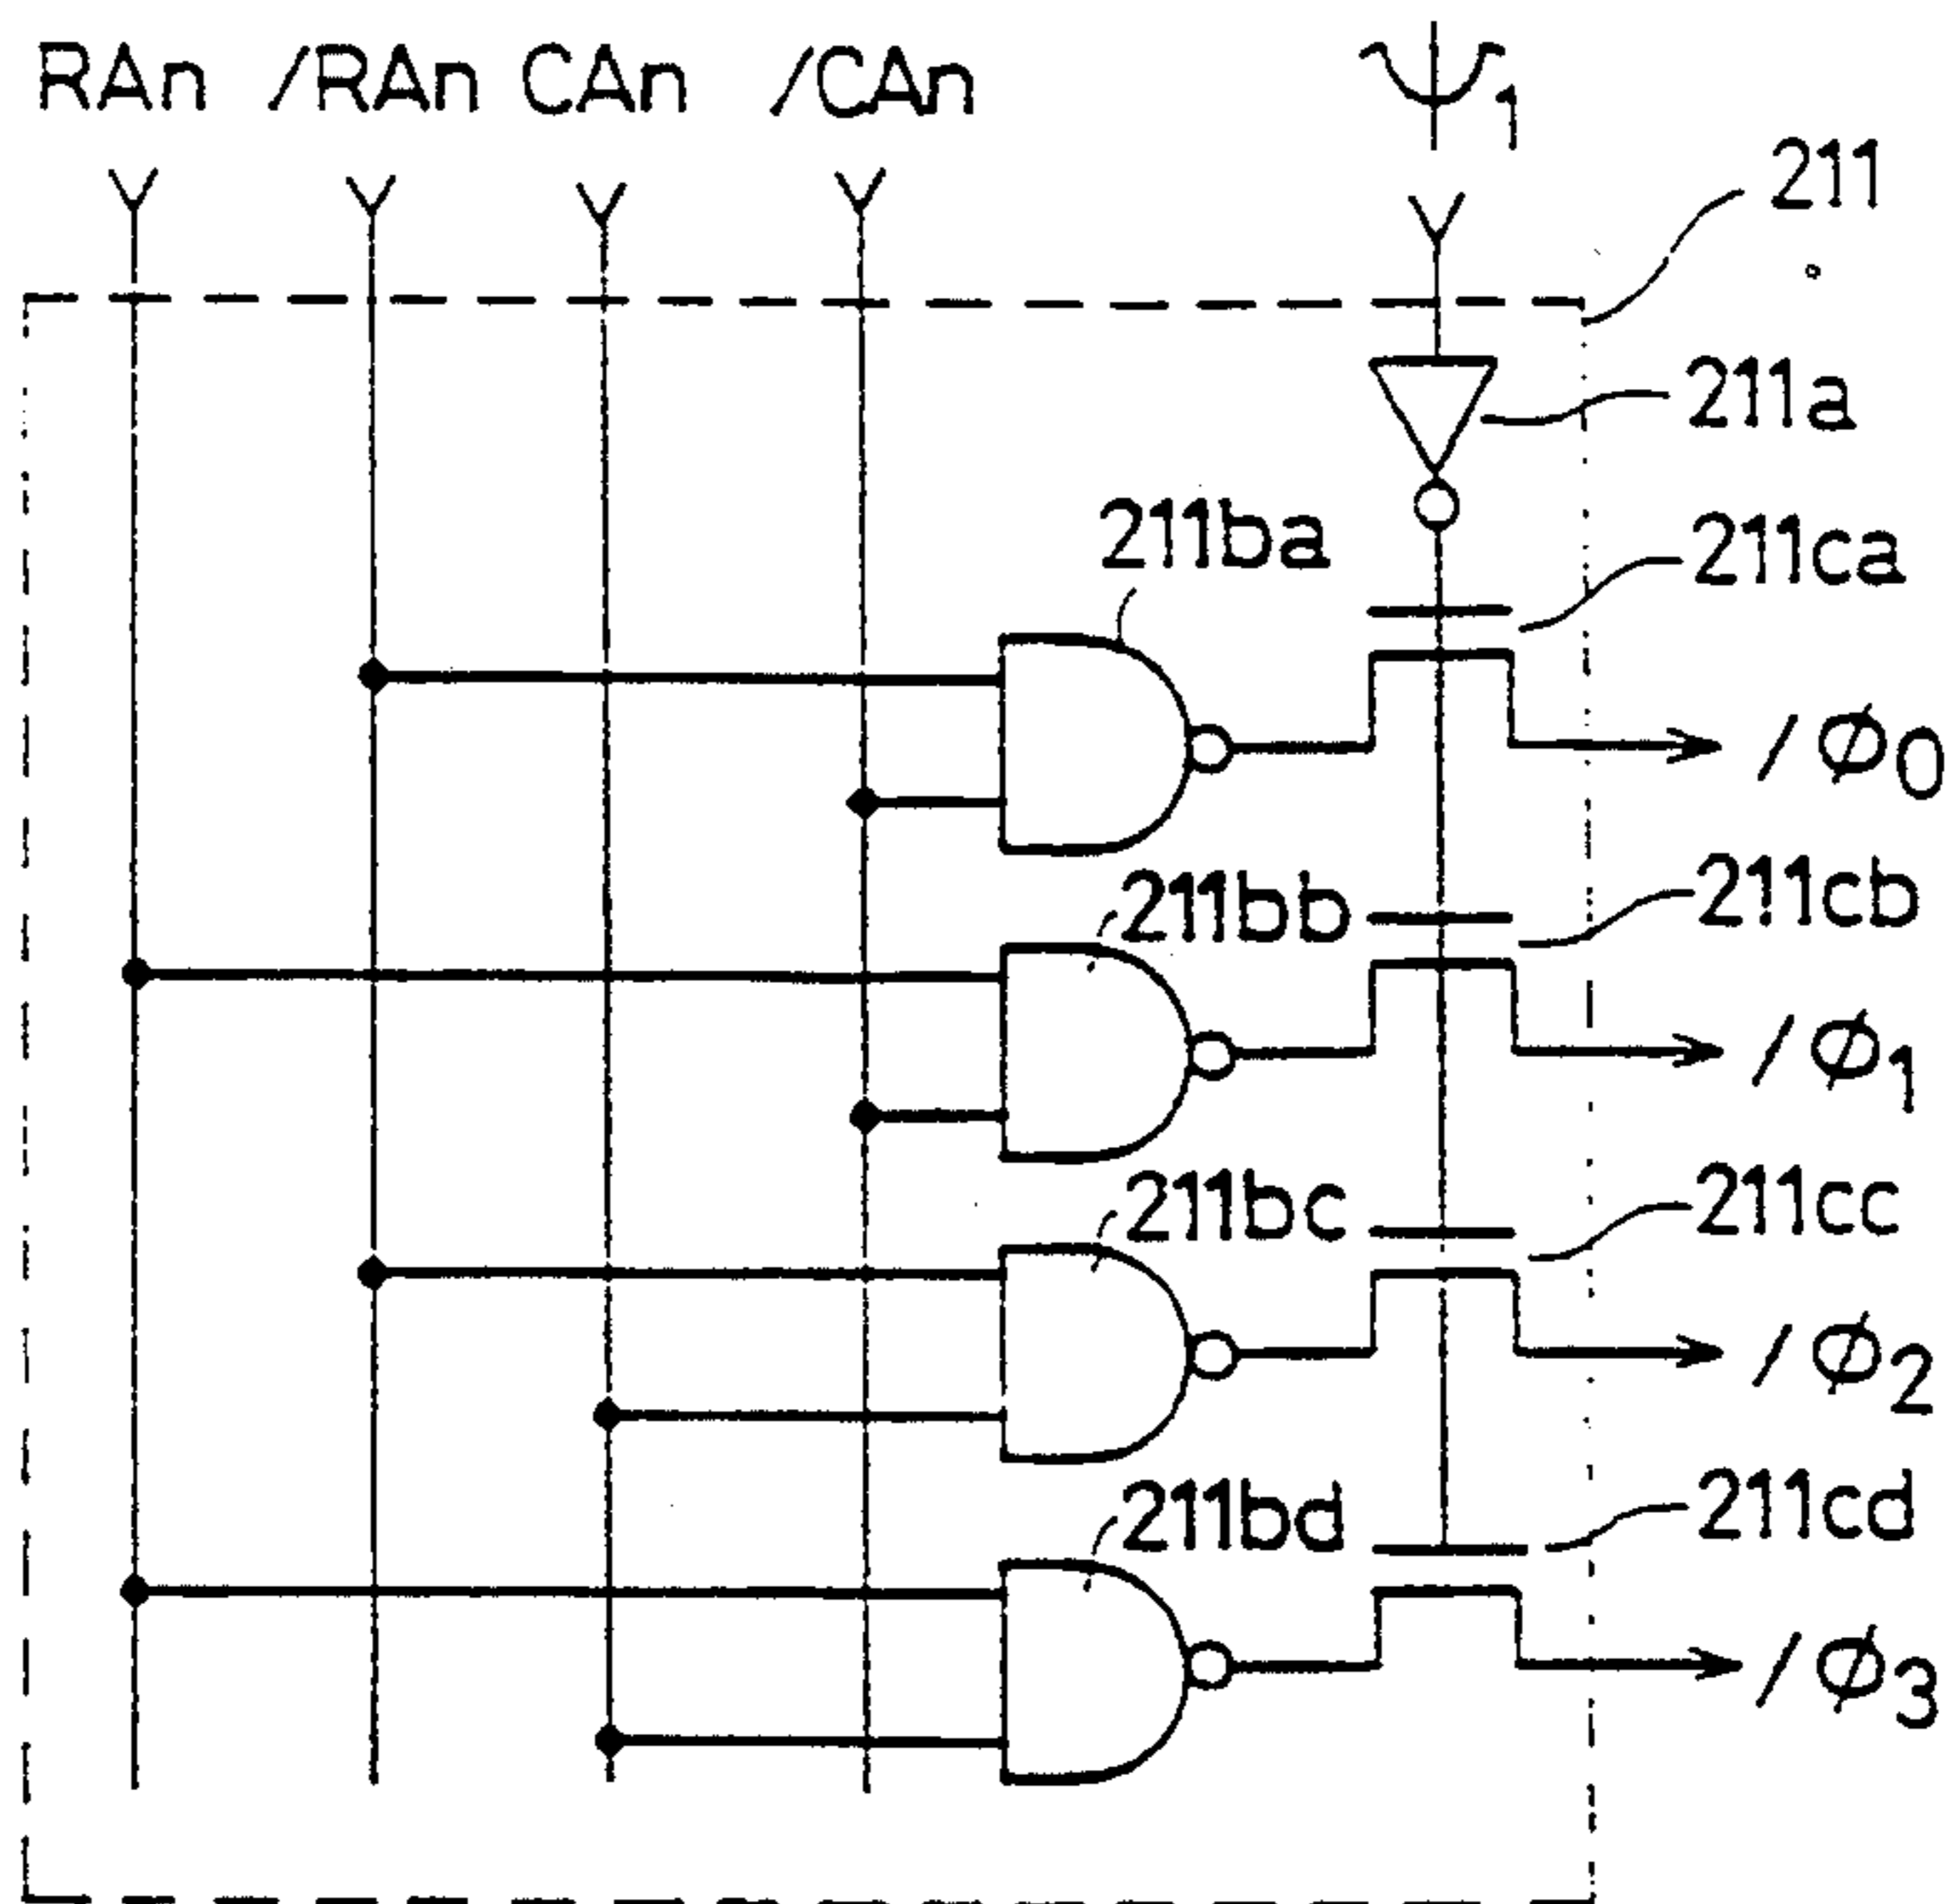 RAn /RAn CAn /CAn ψ1
211
211a
211ba
211ca
/φ0
211bb
211cb
/φ1
211bc
211cc
/φ2
211bd
211cd
/φ3